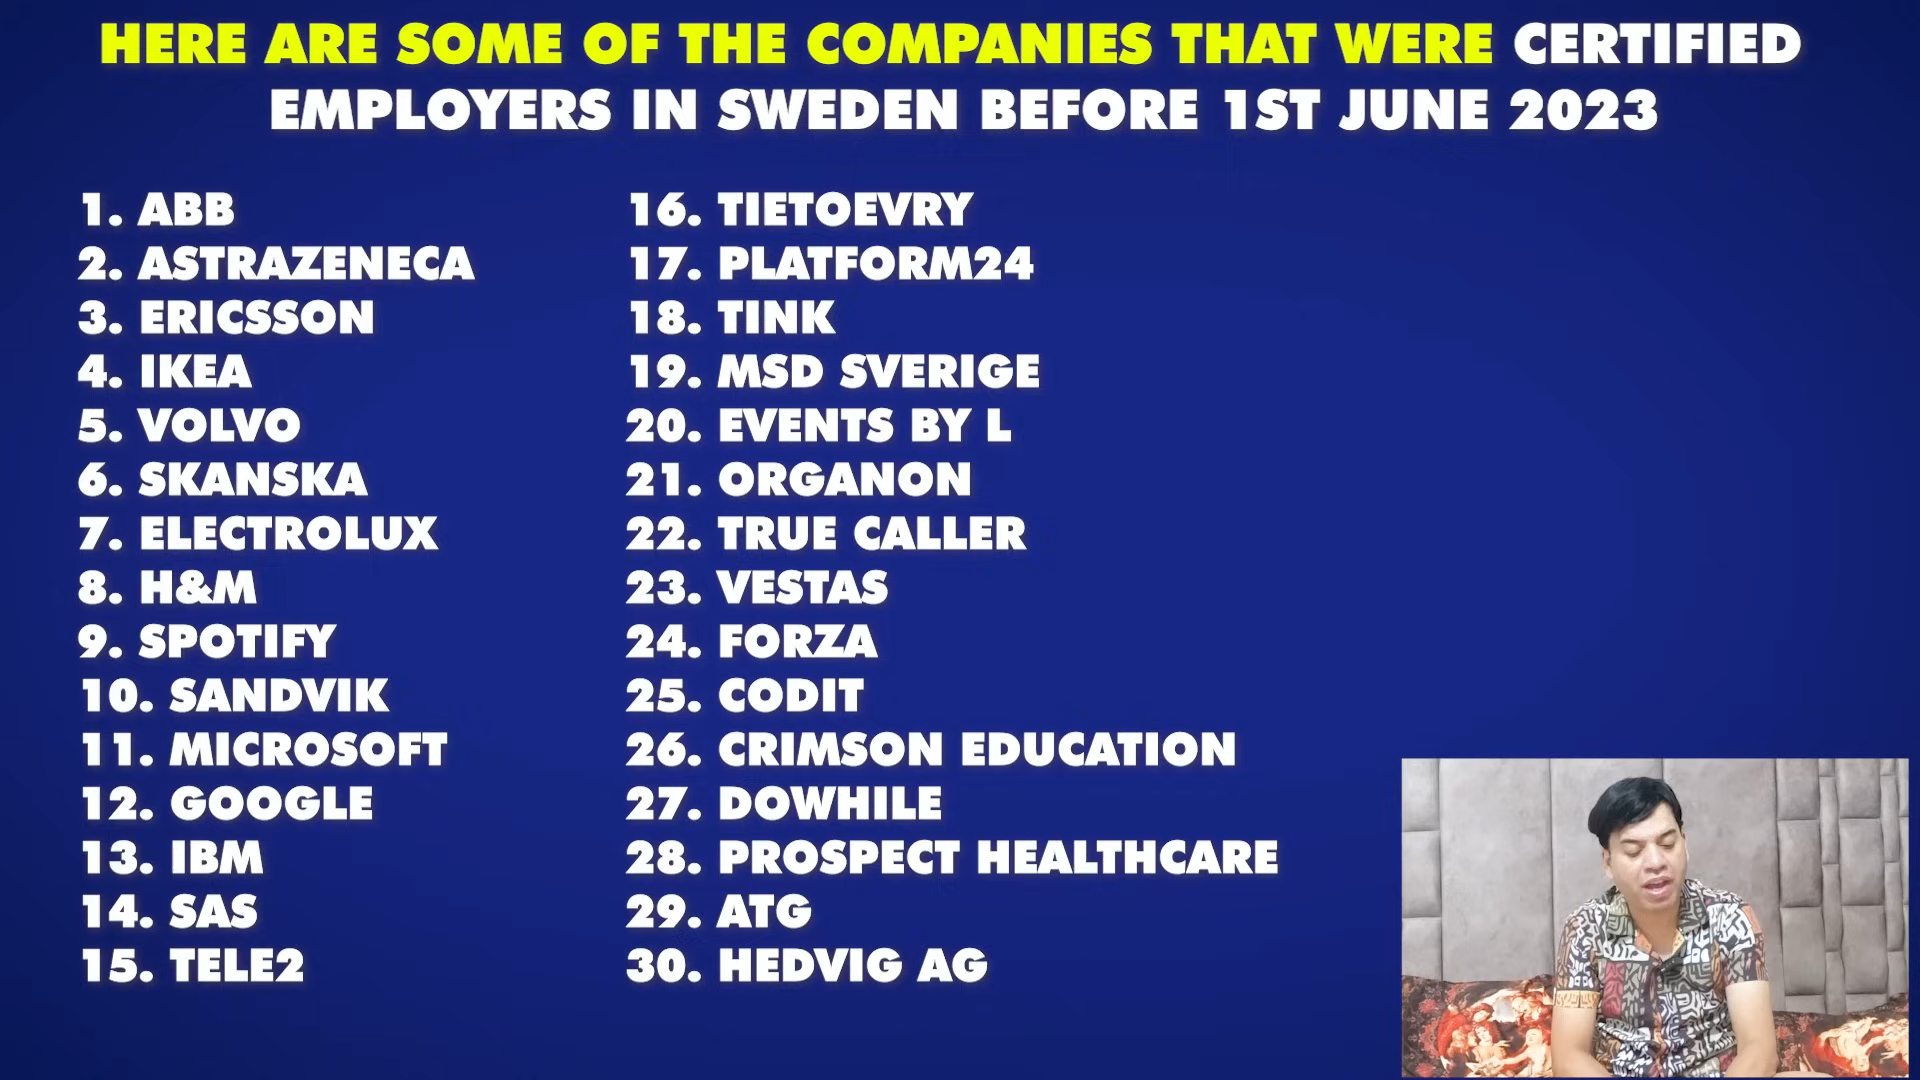 HERE ARE SOME OF THE COMPANIES THAT WERE CERTIFIED
EMPLOYERS IN SWEDEN BEFORE 1ST JUNE 2023
1. ABB
2. ASTRAZENECA
3. ERICSSON
4. IKEA
5. VOLVO
6. SKANSKA
7. ELECTROLUX
8. H&M
9. SPOTIFY
10. SANDVIK
11. MICROSOFT
12. GOOGLE
13. IBM
14. SAS
15. TELE2
16. TIETOEVRY
17. PLATFORM24
18. TINK
19. MSD SVERIGE
20. EVENTS BY L
21. ORGANON
22. TRUE CALLER
23. VESTAS
24. FORZA
25. CODIT
26. CRIMSON EDUCATION
27. DOWHILE
28. PROSPECT HEALTHCARE
29. ATG
30. HEDVIG AG